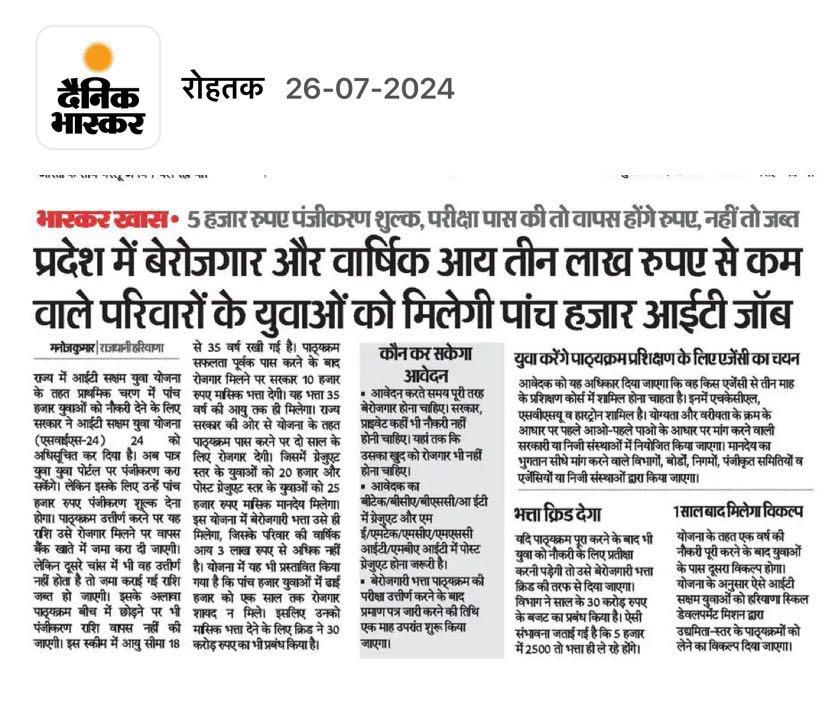 दैनिक
भास्कर
रोहतक 26-07-2024
भास्कर खास• 5 हजार रुपए पंजीकरण शुल्क, परीक्षा पास की तो वापस होंगे रुपए, नहीं तो जब्त
प्रदेश में बेरोजगार और वार्षिक आय तीन लाख रुपए से कम
वाले परिवारों के युवाओं को मिलेगी पांच हजार आईटी जॉब
मनोज कुमार | राजधानी हरियाणा
राज्य में आईटी सक्षम युवा योजना
के तहत प्राथमिक चरण में पांच
हजार युवाओं को नौकरी देने के लिए
सरकार ने आईटी सक्षम युवा योजना
(एसवाईएस-24) 24 को
अधिसूचित कर दिया है। अब पात्र
युवा युवा पोर्टल पर पंजीकरण करा
सकेंगे। लेकिन इसके लिए उन्हें पांच
हजार रुपए पंजीकरण शुल्क देना
होगा। पाठ्यक्रम उत्तीर्ण करने पर यह
राशि उसे रोजगार मिलने पर वापस
बैंक खाते में जमा करा दी जाएगी।
लेकिन दूसरे चांस में भी वह उत्तीर्ण
नहीं होता है तो जमा कराई गई राशि
जब्त हो जाएगी। इसके अलावा
पाठ्यक्रम बीच में छोड़ने पर भी
पंजीकरण राशि वापस नहीं की
जाएगी। इस स्कीम में आयु सीमा 18
से 35 वर्ष रखी गई है। पाठ्यक्रम
सफलता पूर्वक पास करने के बाद
रोजगार मिलने पर सरकार 10 हजार
रुपए मासिक भत्ता देगी। यह भत्ता 35
वर्ष की आयु तक ही मिलेगा। राज्य
सरकार की ओर से योजना के तहत
पाठ्यक्रम पास करने पर दो साल के
लिए रोजगार देगी। जिसमें ग्रेजुएट
स्तर के युवाओं को 20 हजार और
पोस्ट ग्रेजुएट स्तर के युवाओं को 25
हजार रुपए मासिक मानदेय मिलेगा।
इस योजना में बेरोजगारी भत्ता उसे ही
मिलेगा, जिसके परिवार की वार्षिक
आय 3 लाख रुपए से अधिक नहीं
है। योजना में यह भी प्रस्तावित किया
गया है कि पांच हजार युवाओं में ढाई
हजार को एक साल तक रोजगार
शायद न मिले। इसलिए उनको
मासिक भत्ता देने के लिए क्रिड ने 30
करोड़ रुपए का भी प्रबंध किया है।
कौन कर सकेगा
आवेदन
▪ आवेदन करते समय पूरी तरह
बेरोजगार होना चाहिए। सरकार,
प्राइवेट कहीं भी नौकरी नहीं
होनी चाहिए। यहां तक कि
उसका खुद को रोजगार भी नहीं
होना चाहिए।
▪ आवेदक का
बीटेक/बीसीए/बीएससी/आ ईटी
में ग्रेजुएट और एम
ई/एमटेक/एमसीए/एमएससी
आईटी/एमबीए आईटी में पोस्ट
ग्रेजुएट होना जरूरी है।
▪ बेरोजगारी भत्ता पाठ्यक्रम की
परीक्षा उत्तीर्ण करने के बाद
प्रमाण पत्र जारी करने की तिथि
एक माह उपरांत शुरू किया
जाएगा।
युवा करेंगे पाठ्यक्रम प्रशिक्षण के लिए एजेंसी का चयन
आवेदक को यह अधिकार दिया जाएगा कि वह किस एजेंसी से तीन माह
के प्रशिक्षण कोर्स में शामिल होना चाहता है। इनमें एचकेसीएल,
एसवीएसयू व हारट्रोन शामिल है। योग्यता और वरीयता के क्रम के
आधार पर पहले आओ-पहले पाओ के आधार पर मांग करने वाली
सरकारी या निजी संस्थाओं में नियोजित किया जाएगा। मानदेय का
भुगतान सीधे मांग करने वाले विभागों, बोर्डों, निगमों, पंजीकृत समितियों व
एजेंसियों या निजी संस्थाओं द्वारा किया जाएगा।
भत्ता क्रिड देगा
यदि पाठ्यक्रम पूरा करने के बाद भी
युवा को नौकरी के लिए प्रतीक्षा
करनी पड़ेगी तो उसे बेरोजगारी भत्ता
क्रिड की तरफ से दिया जाएगा।
विभाग ने साल के 30 करोड़ रुपए
के बजट का प्रबंध किया है। ऐसी
संभावना जताई गई है कि 5 हजार
में 2500 तो भत्ता ही ले रहे होंगे।
1 साल बाद मिलेगा विकल्प
योजना के तहत एक वर्ष की
नौकरी पूरी करने के बाद युवाओं
के पास दूसरा विकल्प होगा।
योजना के अनुसार ऐसे आईटी
सक्षम युवाओं को हरियाणा स्किल
डेवलपमेंट मिशन द्वारा
उद्यमिता-स्तर के पाठ्यक्रमों को
लेने का विकल्प दिया जाएगा।